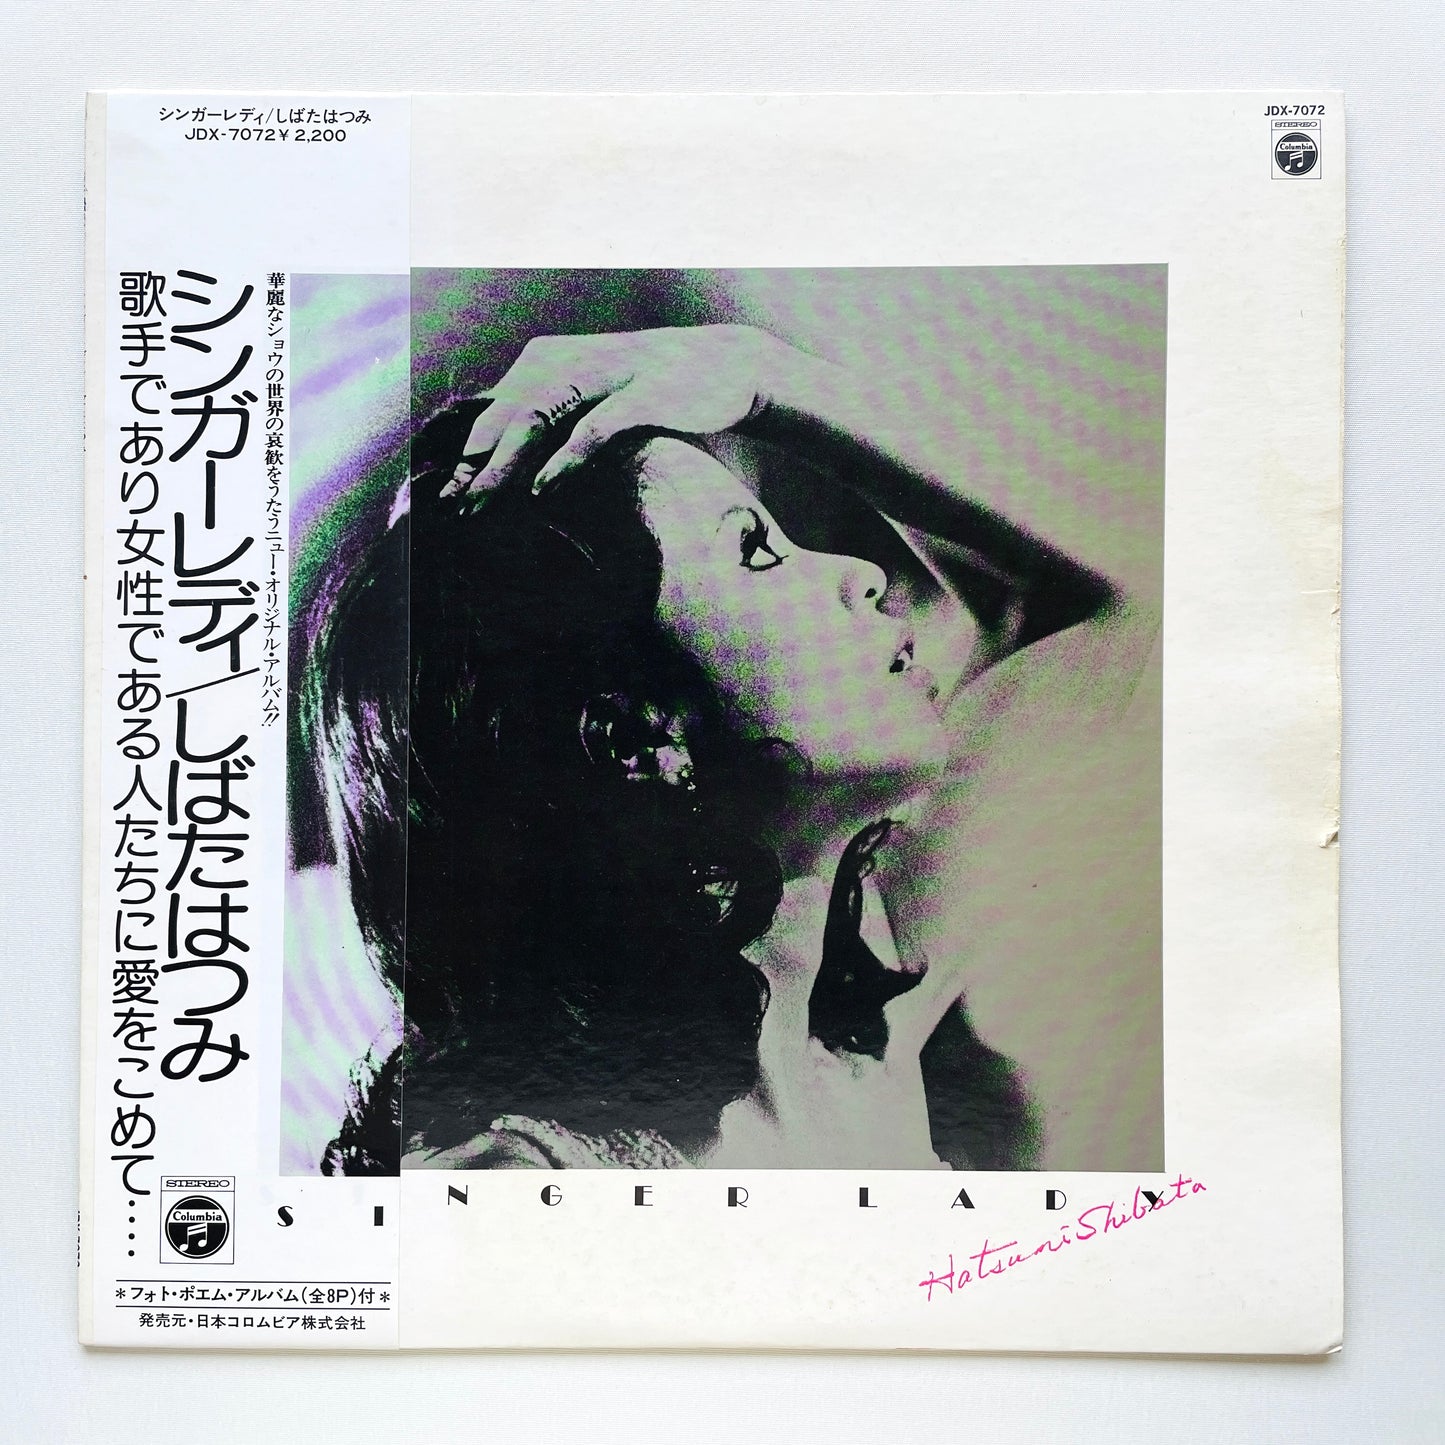 シンガーレディ/しばたはつみ
JDX-7072¥2,200
華麗なショウの世界の哀歓をうたうニュー・オリジナル・アルバム!!
シンガーレディ/しばたはつみ
歌手であり女性である人たちに愛をこめて‥‥
STEREO
Columbia
*フォト・ポエム・アルバム(全8P)付*
発売元・日本コロムビア株式会社
JDX-7072
STEREO
Columbia
SINGER LADY
Hatsumi Shibata